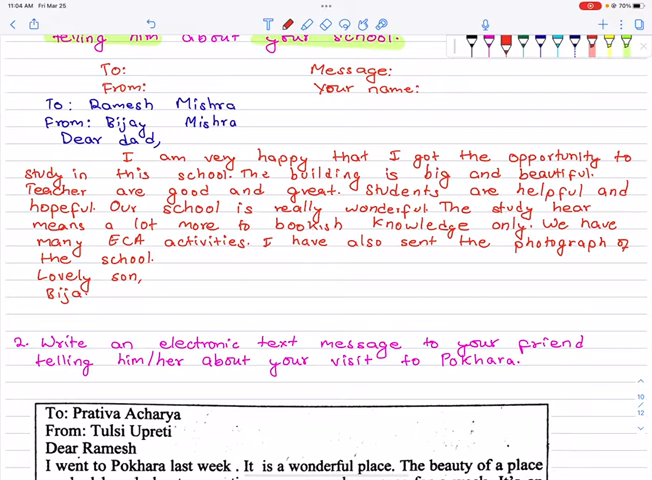 11:04 AM Fri Mar 25
70%
telling him about your school.
To: Message:
From: Your name:
To: Ramesh Mishra
From: Bijay Mishra
Dear dad,
I am very happy that I got the opportunity to
study in this school. The building is big and beautiful.
Teacher are good and great. Students are helpful and
hopeful. Our school is really wonderful. The study hear
means a lot more to bookish knowledge only. We have
many ECA activities. I have also sent the photograph of
the school.
Lovely son,
Bija
2. Write an electronic text message to your friend
telling him/her about your visit to Pokhara.
10
12
To: Prativa Acharya
From: Tulsi Upreti
Dear Ramesh
I went to Pokhara last week . It is a wonderful place. The beauty of a place